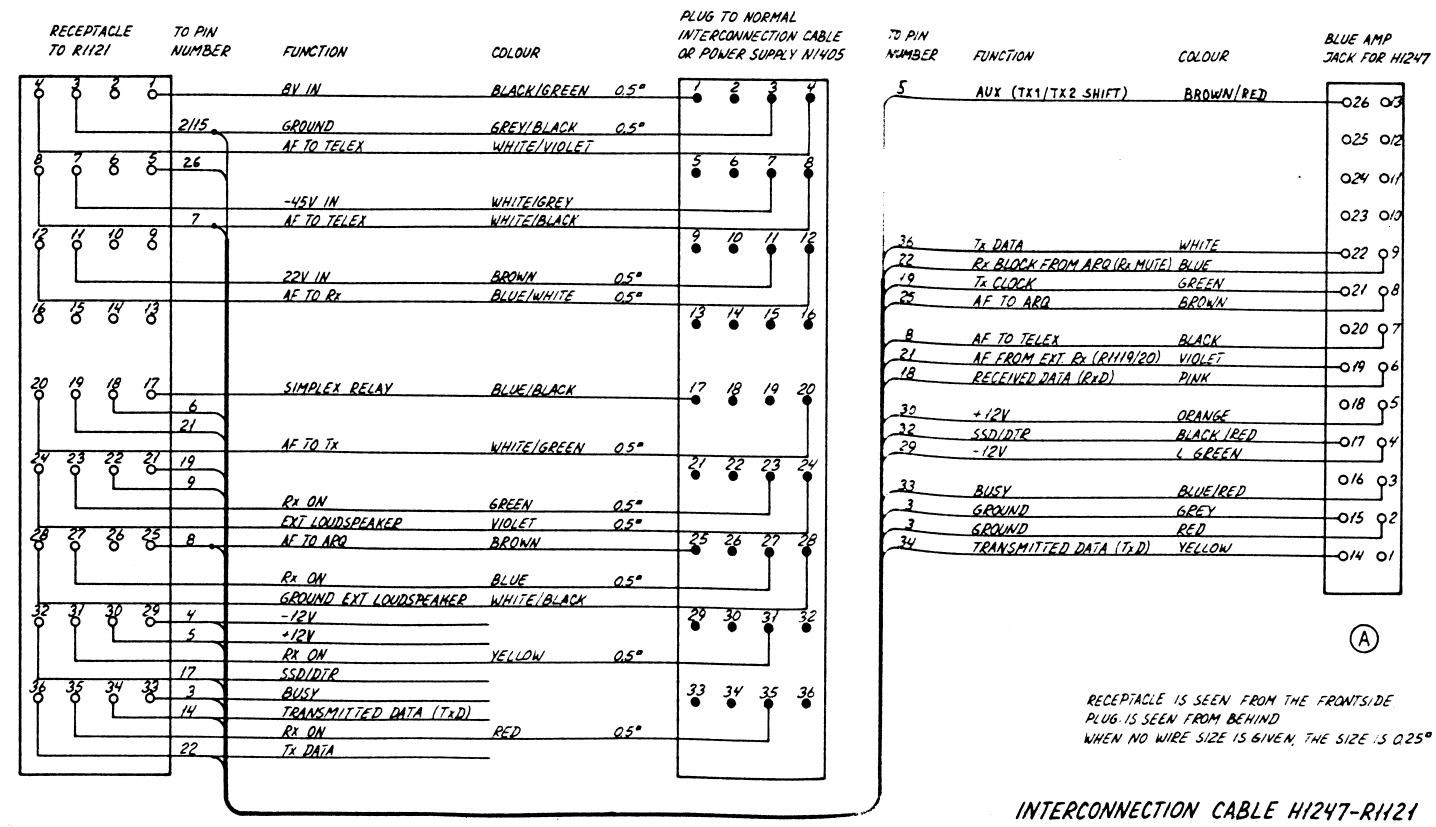 RECEPTACLE TO R1121
TO PIN NUMBER
FUNCTION
COLOUR
PLUG TO NORMAL INTERCONNECTION CABLE OR POWER SUPPLY N1405
TO PIN NUMBER
FUNCTION
COLOUR
BLUE AMP JACK FOR H1247
4 3 2 1
8V IN BLACK/GREEN 0.5ª
1 2 3 4
2/15 GROUND GREY/BLACK 0.5ª
AF TO TELEX WHITE/VIOLET
8 7 6 5 26
5 6 7 8
-45V IN WHITE/GREY
7 AF TO TELEX WHITE/BLACK
12 11 10 9
9 10 11 12
22V IN BROWN 0.5ª
AF TO Rx BLUE/WHITE 0.5ª
16 15 14 13
13 14 15 16
20 19 18 17
SIMPLEX RELAY BLUE/BLACK
17 18 19 20
6
21
AF TO Tx WHITE/GREEN 0.5ª
24 23 22 21 19
21 22 23 24
9
Rx ON GREEN 0.5ª
EXT LOUDSPEAKER VIOLET 0.5ª
28 27 26 25 8
AF TO ARQ BROWN
25 26 27 28
Rx ON BLUE 0.5ª
GROUND EXT LOUDSPEAKER WHITE/BLACK
32 31 30 29 4
-12V
29 30 31 32
5 +12V
RX ON YELLOW 0.5ª
17 SSD/DTR
36 35 34 33 3
BUSY
33 34 35 36
14 TRANSMITTED DATA (TxD)
RX ON RED 0.5ª
22 Tx DATA
5 AUX (TX1/TX2 SHIFT) BROWN/RED
26 13
25 12
24 11
23 10
36 Tx DATA WHITE
22 9
22 Rx BLOCK FROM ARQ (Rx MUTE) BLUE
19 Tx CLOCK GREEN
21 8
25 AF TO ARQ BROWN
20 7
8 AF TO TELEX BLACK
21 AF FROM EXT Rx (R1119/20) VIOLET
19 6
18 RECEIVED DATA (RxD) PINK
18 5
30 +12V ORANGE
32 SSD/DTR BLACK/RED
17 4
29 -12V L GREEN
16 3
33 BUSY BLUE/RED
3 GROUND GREY
15 2
3 GROUND RED
34 TRANSMITTED DATA (TxD) YELLOW
14 1
A
RECEPTACLE IS SEEN FROM THE FRONTSIDE
PLUG IS SEEN FROM BEHIND
WHEN NO WIRE SIZE IS GIVEN, THE SIZE IS 0.25ª
INTERCONNECTION CABLE H1247-R1121